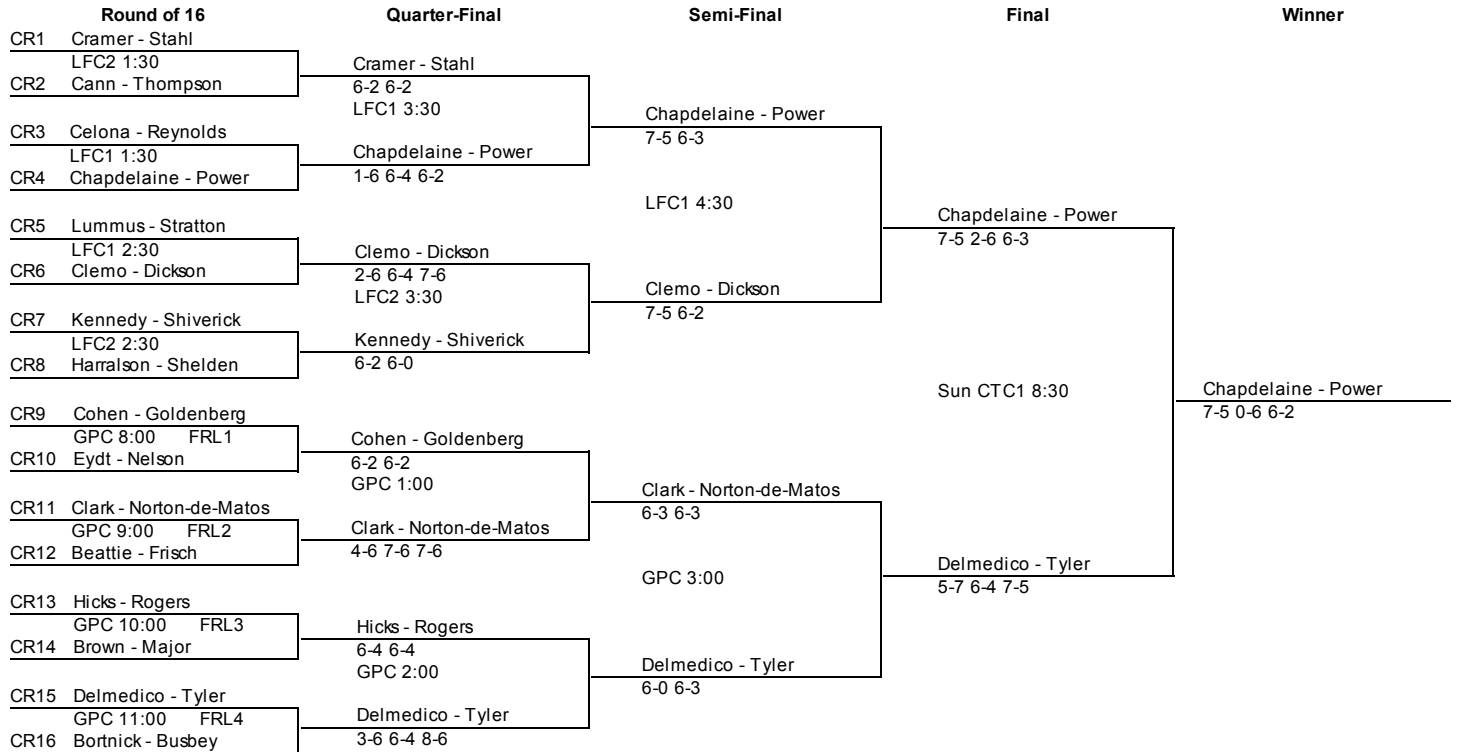 Round of 16 Quarter-Final Semi-Final Final Winner
CR1 Cramer - Stahl
LFC2 1:30
CR2 Cann - Thompson
CR3 Celona - Reynolds
LFC1 1:30
CR4 Chapdelaine - Power
CR5 Lummus - Stratton
LFC1 2:30
CR6 Clemo - Dickson
CR7 Kennedy - Shiverick
LFC2 2:30
CR8 Harralson - Shelden
CR9 Cohen - Goldenberg
GPC 8:00 FRL1
CR10 Eydt - Nelson
CR11 Clark - Norton-de-Matos
GPC 9:00 FRL2
CR12 Beattie - Frisch
CR13 Hicks - Rogers
GPC 10:00 FRL3
CR14 Brown - Major
CR15 Delmedico - Tyler
GPC 11:00 FRL4
CR16 Bortnick - Busbey
Cramer - Stahl
6-2 6-2
LFC1 3:30
Chapdelaine - Power
1-6 6-4 6-2
Clemo - Dickson
2-6 6-4 7-6
LFC2 3:30
Kennedy - Shiverick
6-2 6-0
Cohen - Goldenberg
6-2 6-2
GPC 1:00
Clark - Norton-de-Matos
4-6 7-6 7-6
Hicks - Rogers
6-4 6-4
GPC 2:00
Delmedico - Tyler
3-6 6-4 8-6
Chapdelaine - Power
7-5 6-3
LFC1 4:30
Clemo - Dickson
7-5 6-2
Clark - Norton-de-Matos
6-3 6-3
GPC 3:00
Delmedico - Tyler
6-0 6-3
Chapdelaine - Power
7-5 2-6 6-3
Sun CTC1 8:30
Delmedico - Tyler
5-7 6-4 7-5
Chapdelaine - Power
7-5 0-6 6-2